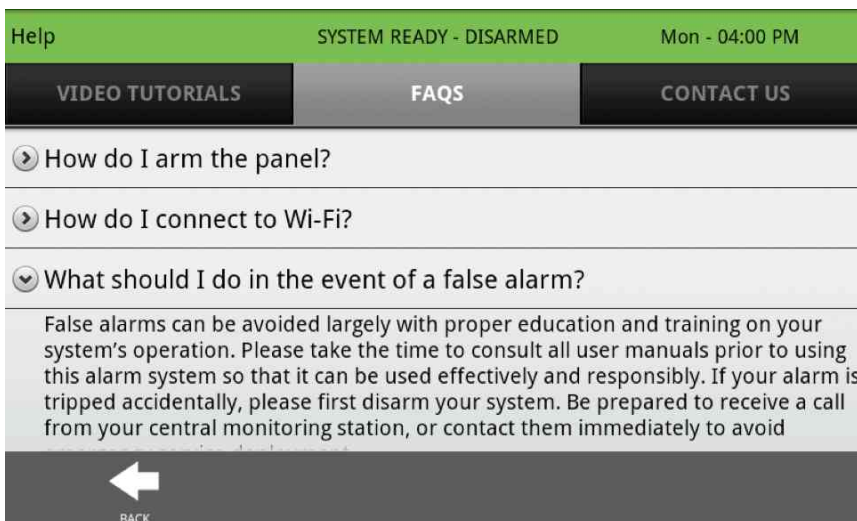 Help SYSTEM READY - DISARMED Mon - 04:00 PM
VIDEO TUTORIALS FAQS CONTACT US
How do I arm the panel?
How do I connect to Wi-Fi?
What should I do in the event of a false alarm?
False alarms can be avoided largely with proper education and training on your
system's operation. Please take the time to consult all user manuals prior to using
this alarm system so that it can be used effectively and responsibly. If your alarm is
tripped accidentally, please first disarm your system. Be prepared to receive a call
from your central monitoring station, or contact them immediately to avoid
BACK